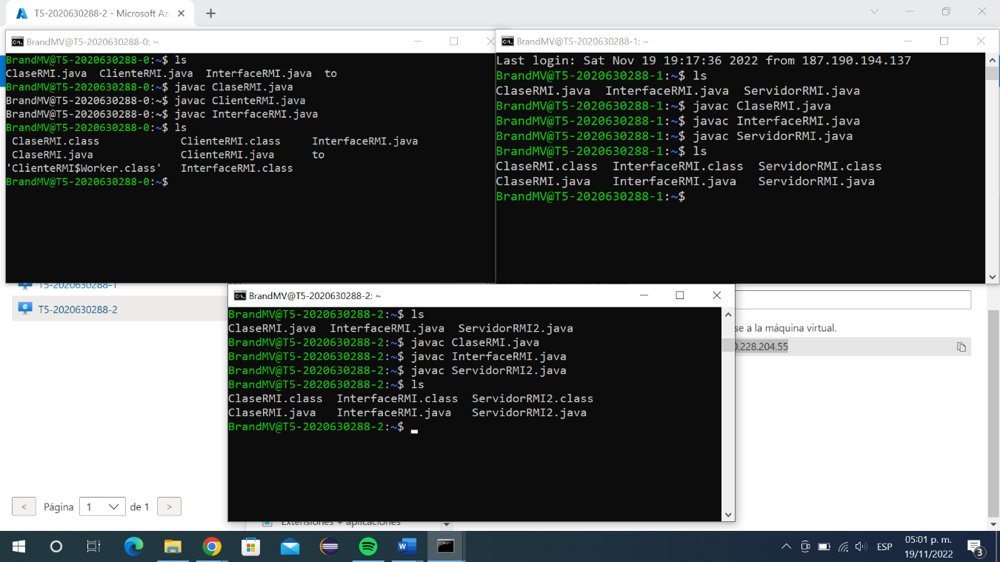 T5-2020630288-2 - Microsoft Az
BrandMV@T5-2020630288-0: ~
BrandMV@T5-2020630288-0:~$ ls
ClaseRMI.java  ClienteRMI.java  InterfaceRMI.java  to
BrandMV@T5-2020630288-0:~$ javac ClaseRMI.java
BrandMV@T5-2020630288-0:~$ javac ClienteRMI.java
BrandMV@T5-2020630288-0:~$ javac InterfaceRMI.java
BrandMV@T5-2020630288-0:~$ ls
ClaseRMI.class  ClienteRMI.class  InterfaceRMI.java
ClaseRMI.java  ClienteRMI.java  to
'ClienteRMI$Worker.class'  InterfaceRMI.class
BrandMV@T5-2020630288-0:~$
BrandMV@T5-2020630288-1: ~
Last login: Sat Nov 19 19:17:36 2022 from 187.190.194.137
BrandMV@T5-2020630288-1:~$ ls
ClaseRMI.java  InterfaceRMI.java  ServidorRMI.java
BrandMV@T5-2020630288-1:~$ javac ClaseRMI.java
BrandMV@T5-2020630288-1:~$ javac InterfaceRMI.java
BrandMV@T5-2020630288-1:~$ javac ServidorRMI.java
BrandMV@T5-2020630288-1:~$ ls
ClaseRMI.class  InterfaceRMI.class  ServidorRMI.class
ClaseRMI.java  InterfaceRMI.java  ServidorRMI.java
BrandMV@T5-2020630288-1:~$
T5-2020630288-1
T5-2020630288-2
BrandMV@T5-2020630288-2: ~
BrandMV@T5-2020630288-2:~$ ls
ClaseRMI.java  InterfaceRMI.java  ServidorRMI2.java
BrandMV@T5-2020630288-2:~$ javac ClaseRMI.java
BrandMV@T5-2020630288-2:~$ javac InterfaceRMI.java
BrandMV@T5-2020630288-2:~$ javac ServidorRMI2.java
BrandMV@T5-2020630288-2:~$ ls
ClaseRMI.class  InterfaceRMI.class  ServidorRMI2.class
ClaseRMI.java  InterfaceRMI.java  ServidorRMI2.java
BrandMV@T5-2020630288-2:~$
se a la máquina virtual.
0.228.204.55
< Página 1 de 1 >
Extensiones + aplicaciones
ESP
05:01 p. m.
19/11/2022
3